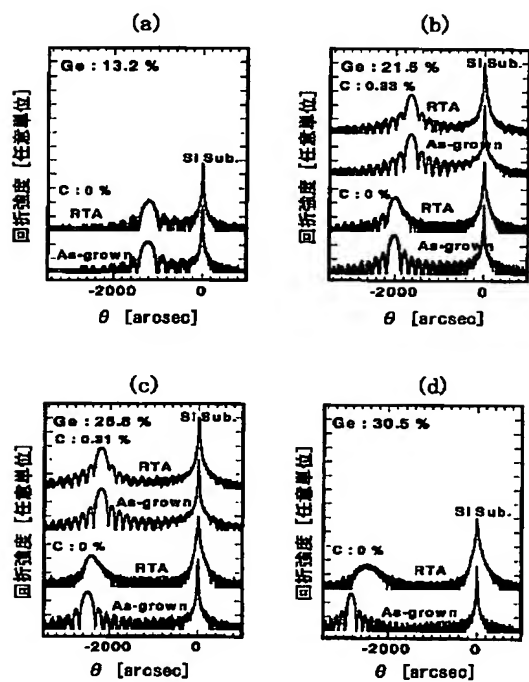 (a)
Ge : 13.2 %
Si Sub.
C : 0 %
RTA
As-grown
回折強度 [任意単位]
-2000 0
θ [arcsec]
(b)
Ge : 21.5 %
Si Sub.
C : 0.33 %
RTA
As-grown
C : 0 %
RTA
As-grown
回折強度 [任意単位]
-2000 0
θ [arcsec]
(c)
Ge : 25.8 %
Si Sub.
C : 0.31 %
RTA
As-grown
C : 0 %
RTA
As-grown
回折強度 [任意単位]
-2000 0
θ [arcsec]
(d)
Ge : 30.5 %
Si Sub.
C : 0 %
RTA
As-grown
回折強度 [任意単位]
-2000 0
θ [arcsec]